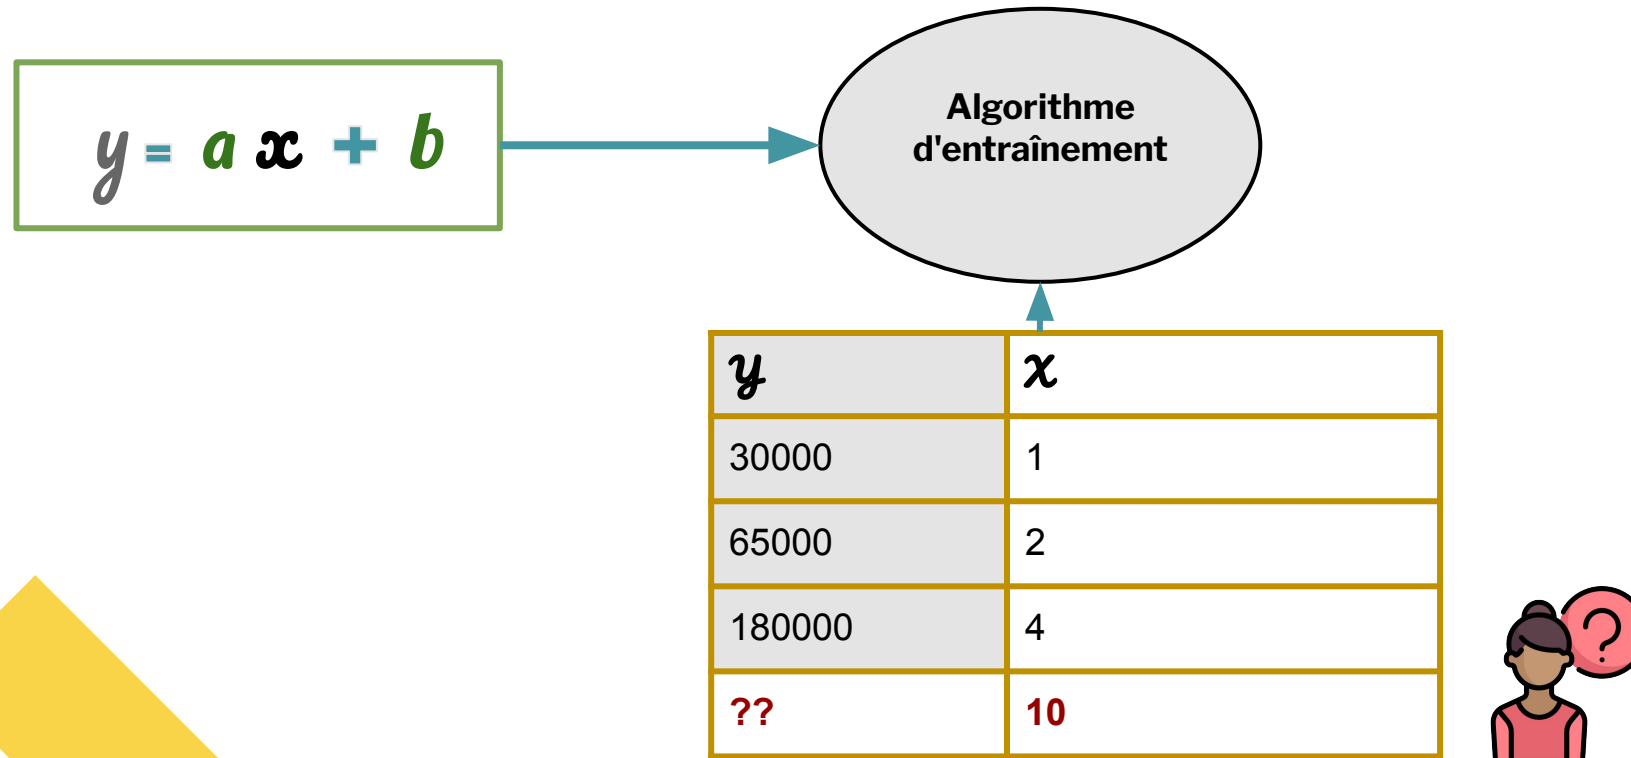 y = a x + b
Algorithme
d'entraînement
y x
30000 1
65000 2
180000 4
?? 10
?